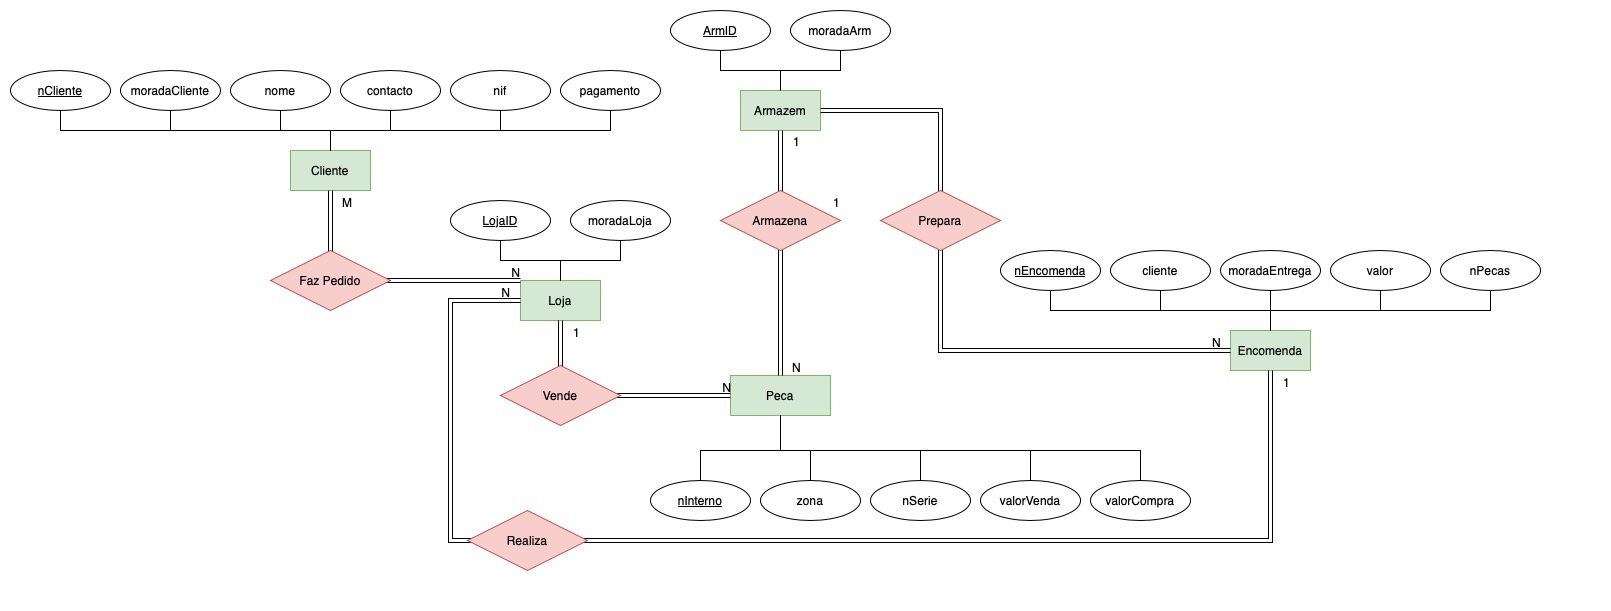 ArmID
moradaArm
nCliente
moradaCliente
nome
contacto
nif
pagamento
Armazem
1
Cliente
M
LojaID
moradaLoja
Armazena
1
Prepara
Faz Pedido
N
N
Loja
1
nEncomenda
cliente
moradaEntrega
valor
nPecas
N
Encomenda
1
Vende
N
N
Peca
nInterno
zona
nSerie
valorVenda
valorCompra
Realiza